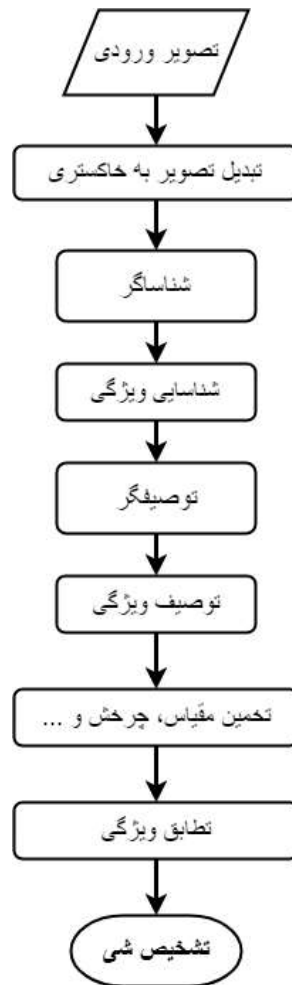 تصویر ورودی
تبدیل تصویر به خاکستری
شناساگر
شناسایی ویژگی
توصیفگر
توصیف ویژگی
تخمین مقیاس، چرخش و ...
تطابق ویژگی
تشخیص شی